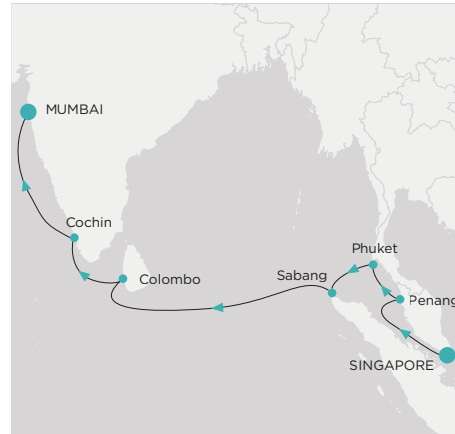 MUMBAI
Cochin
Colombo
Phuket
Sabang
Penang
SINGAPORE